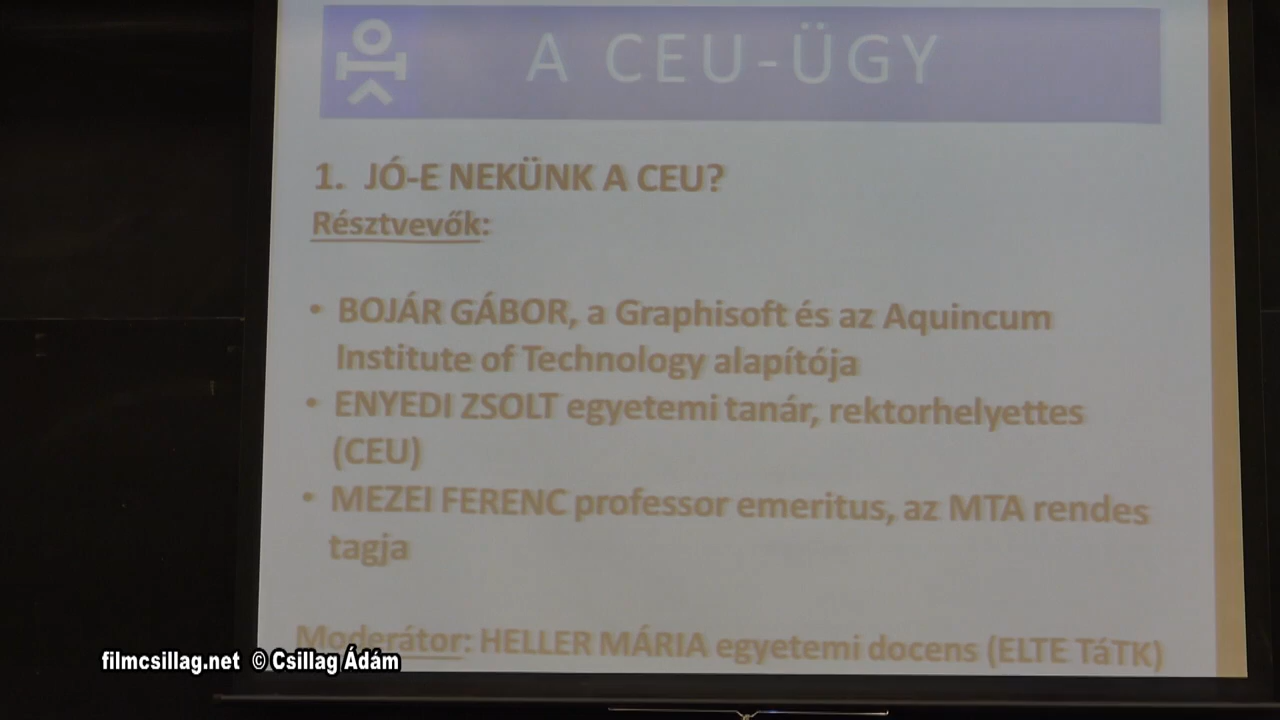 A CEU-ÜGY
1. JÓ-E NEKÜNK A CEU?
Résztvevők:
• BOJÁR GÁBOR, a Graphisoft és az Aquincum
Institute of Technology alapítója
• ENYEDI ZSOLT egyetemi tanár, rektorhelyettes
(CEU)
• MEZEI FERENC professor emeritus, az MTA rendes
tagja
Moderátor: HELLER MÁRIA egyetemi docens (ELTE TáTK)
filmcsillag.net © Csillag Ádám